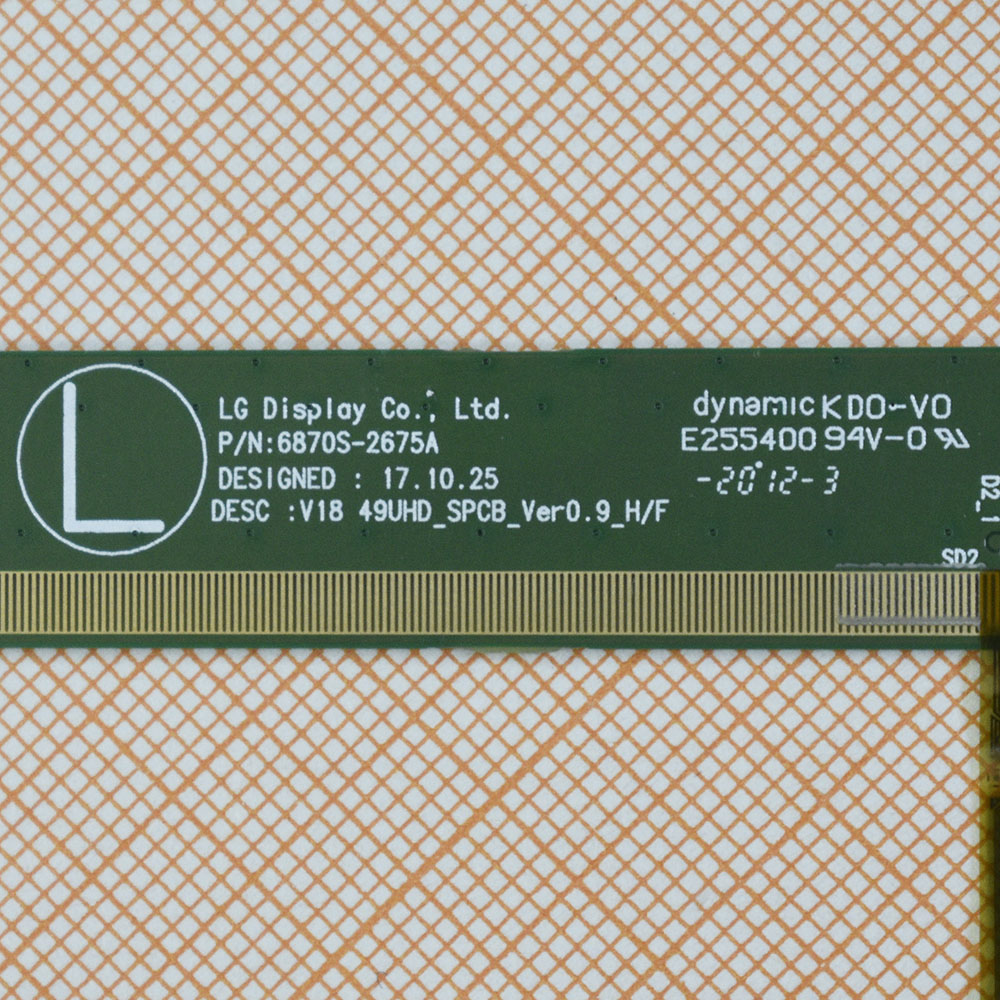 L
LG Display Co., Ltd.
P/N:6870S-2675A
DESIGNED : 17.10.25
DESC :V18 49UHD_SPCB_Ver0.9_H/F
dynamic KDO-V0
E255400 94V-0
-2012-3
D2_1
SD2